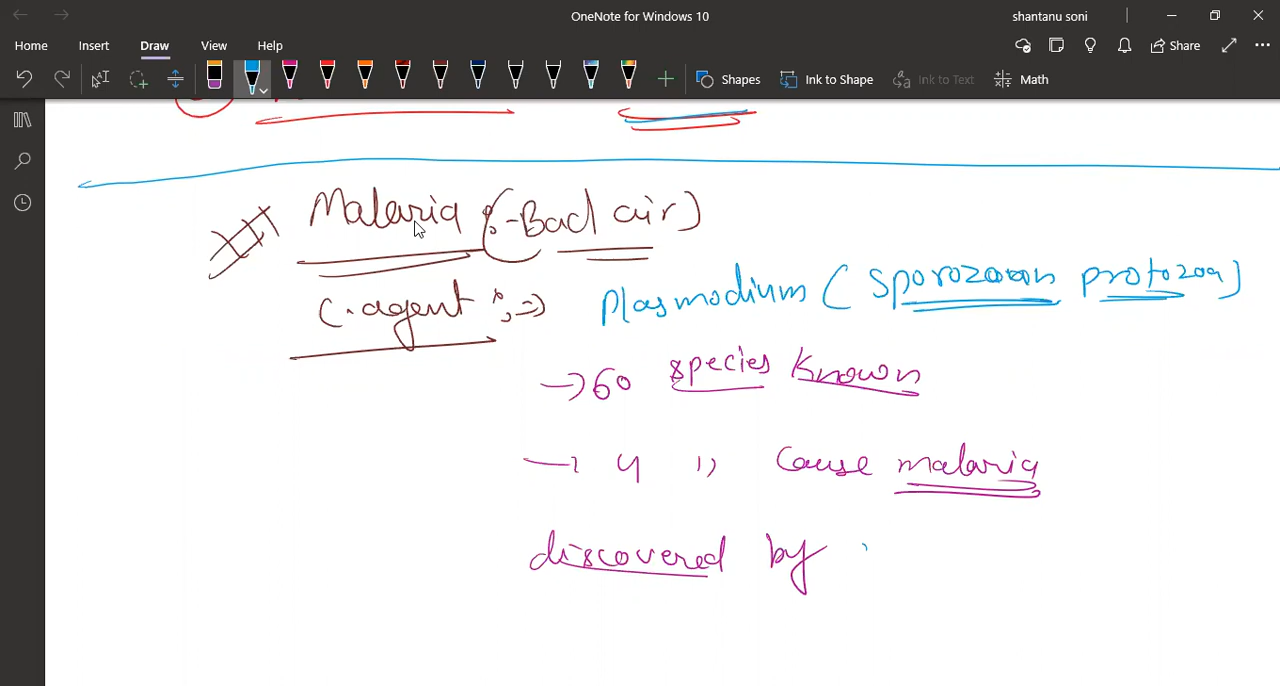 OneNote for Windows 10
shantanu soni
Home Insert Draw View Help
Share
Shapes Ink to Shape Ink to Text Math
Malaria (:-Bad air)
C. agent :=> Plasmodium ( Sporozoan protozoa)
→ 60 species known
→ 4 ,, cause malaria
discovered by